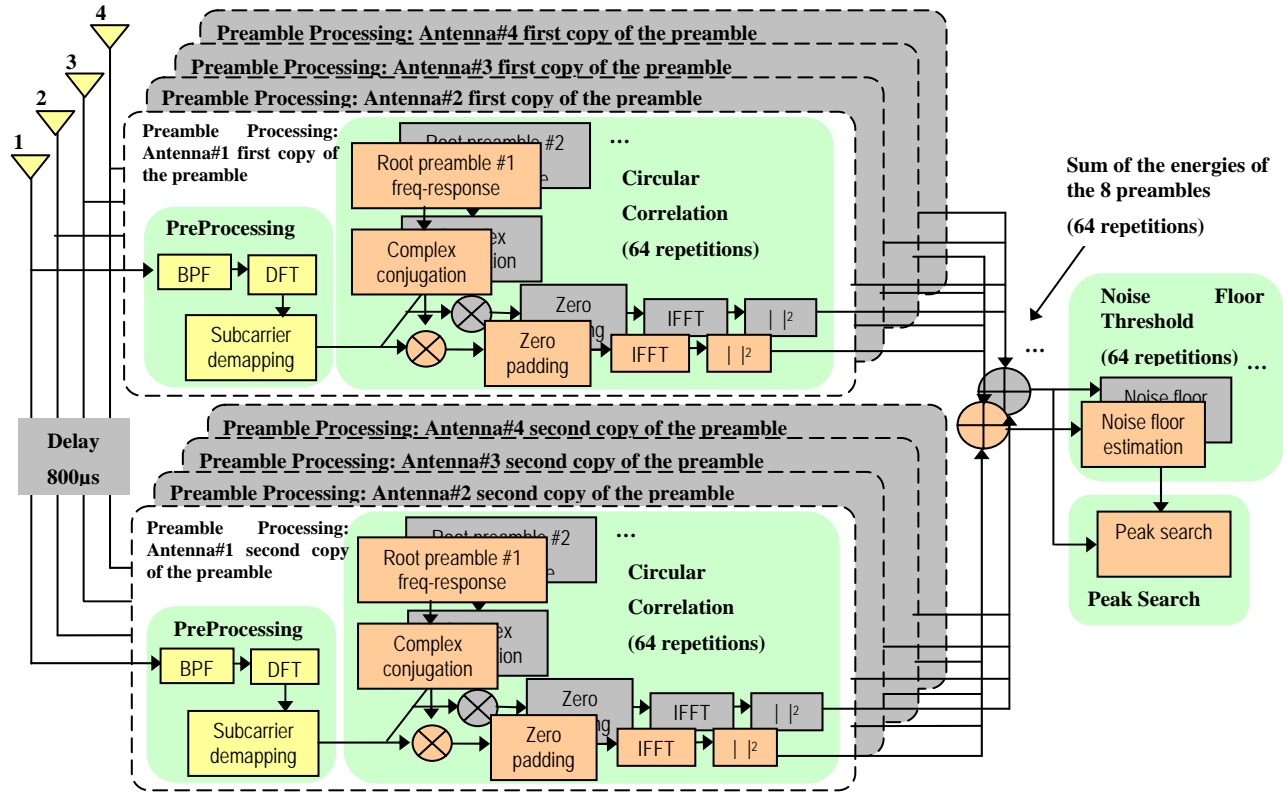 4
3
2
1
Preamble Processing: Antenna#4 first copy of the preamble
Preamble Processing: Antenna#3 first copy of the preamble
Preamble Processing: Antenna#2 first copy of the preamble
Preamble Processing:
Antenna#1 first copy of
the preamble
Root preamble #2
...
Root preamble #1
freq-response
Circular
Correlation
(64 repetitions)
PreProcessing
Complex
conjugation
BPF
DFT
Subcarrier
demapping
Zero
IFFT
| |2
Zero
padding
IFFT
| |2
Sum of the energies of
the 8 preambles
(64 repetitions)
Noise Floor
Threshold
(64 repetitions)
...
...
Noise floor
Noise floor
estimation
Peak search
Peak Search
Delay
800µs
Preamble Processing: Antenna#4 second copy of the preamble
Preamble Processing: Antenna#3 second copy of the preamble
Preamble Processing: Antenna#2 second copy of the preamble
Preamble Processing:
Antenna#1 second copy
of the preamble
Root preamble #2
...
Root preamble #1
freq-response
Circular
Correlation
(64 repetitions)
PreProcessing
Complex
conjugation
BPF
DFT
Subcarrier
demapping
Zero
IFFT
| |2
Zero
padding
IFFT
| |2